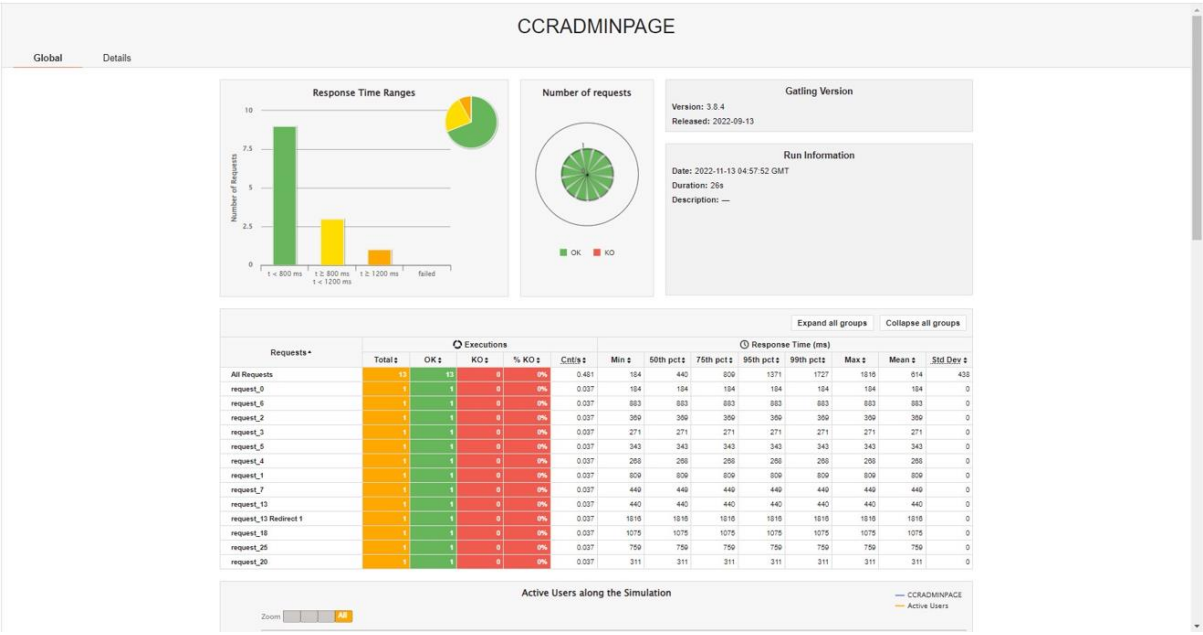 CCRADMINPAGE
Global Details
Response Time Ranges
10
7.5
5
2.5
0
Number of Requests
t < 800 ms
t ≥ 800 ms
t < 1200 ms
t ≥ 1200 ms
failed
Number of requests
OK KO
Gatling Version
Version: 3.8.4
Released: 2022-09-13
Run Information
Date: 2022-11-13 04:57:52 GMT
Duration: 26s
Description: —
Expand all groups Collapse all groups
Requests Executions Response Time (ms)
Total OK KO % KO Cnt/s Min 50th pct 75th pct 95th pct 99th pct Max Mean Std Dev
All Requests 13 13 0 0% 0.481 184 440 809 1371 1727 1816 614 438
request_0 1 1 0 0% 0.037 184 184 184 184 184 184 184 0
request_6 1 1 0 0% 0.037 883 883 883 883 883 883 883 0
request_2 1 1 0 0% 0.037 369 369 369 369 369 369 369 0
request_3 1 1 0 0% 0.037 271 271 271 271 271 271 271 0
request_5 1 1 0 0% 0.037 343 343 343 343 343 343 343 0
request_4 1 1 0 0% 0.037 268 268 268 268 268 268 268 0
request_1 1 1 0 0% 0.037 809 809 809 809 809 809 809 0
request_7 1 1 0 0% 0.037 449 449 449 449 449 449 449 0
request_13 1 1 0 0% 0.037 440 440 440 440 440 440 440 0
request_13 Redirect 1 1 1 0 0% 0.037 1816 1816 1816 1816 1816 1816 1816 0
request_18 1 1 0 0% 0.037 1075 1075 1075 1075 1075 1075 1075 0
request_25 1 1 0 0% 0.037 759 759 759 759 759 759 759 0
request_20 1 1 0 0% 0.037 311 311 311 311 311 311 311 0
Active Users along the Simulation
CCRADMINPAGE
Active Users
Zoom All